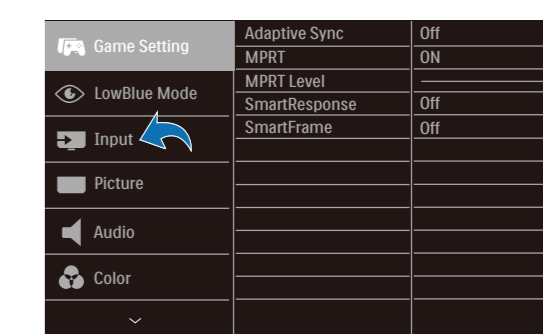 Game Setting
LowBlue Mode
Input
Picture
Audio
Color
Adaptive Sync Off
MPRT ON
MPRT Level
SmartResponse Off
SmartFrame Off